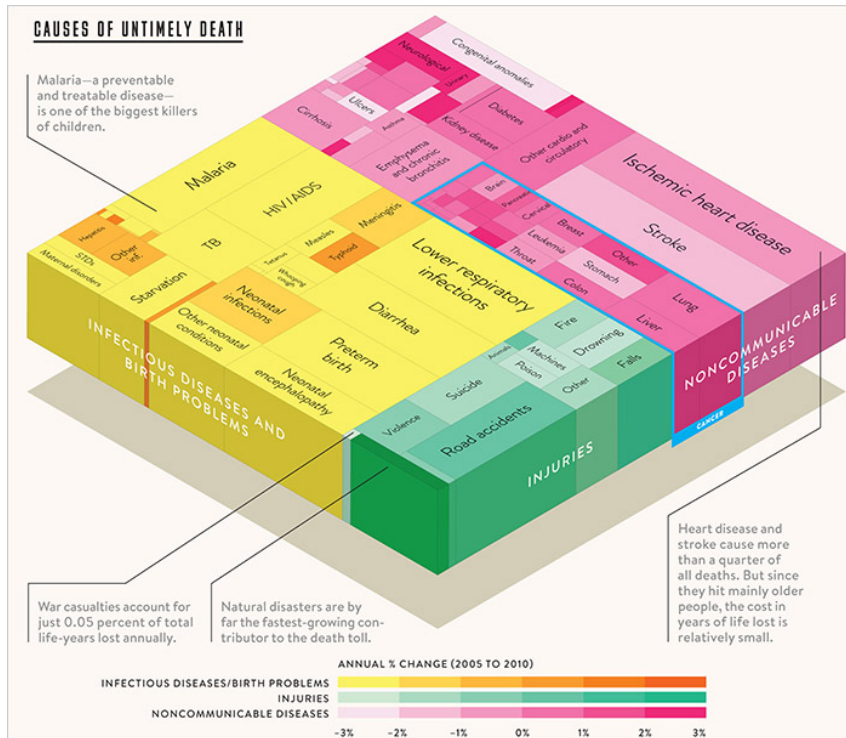 CAUSES OF UNTIMELY DEATH
Malaria—a preventable
and treatable disease—
is one of the biggest killers
of children.
Neurological
Congenital anomalies
Urinary
Ulcers
Diabetes
Cirrhosis
Asthma
Kidney disease
Other cardio and
circulatory
Emphysema
and chronic
bronchitis
Ischemic heart disease
Stroke
Malaria
HIV/AIDS
Meningitis
Brain
Pancreatic
Cervical
Breast
Leukemia
Other
Throat
Stomach
Colon
Lung
Liver
Hepatitis
Other
inf.
STDs
Maternal disorders
TB
Measles
Tetanus
Typhoid
Whooping
cough
Lower respiratory
infections
Starvation
Neonatal
infections
Diarrhea
Other neonatal
conditions
Preterm
birth
Neonatal
encephalopathy
Fire
Drowning
Animals
Machines
Falls
Suicide
Poison
Other
Violence
Road accidents
INFECTIOUS DISEASES AND
BIRTH PROBLEMS
INJURIES
NONCOMMUNICABLE
DISEASES
CANCER
War casualties account for
just 0.05 percent of total
life-years lost annually.
Natural disasters are by
far the fastest-growing con-
tributor to the death toll.
Heart disease and
stroke cause more
than a quarter of
all deaths. But since
they hit mainly older
people, the cost in
years of life lost is
relatively small.
ANNUAL % CHANGE (2005 TO 2010)
INFECTIOUS DISEASES/BIRTH PROBLEMS
INJURIES
NONCOMMUNICABLE DISEASES
–3% –2% –1% 0% 1% 2% 3%